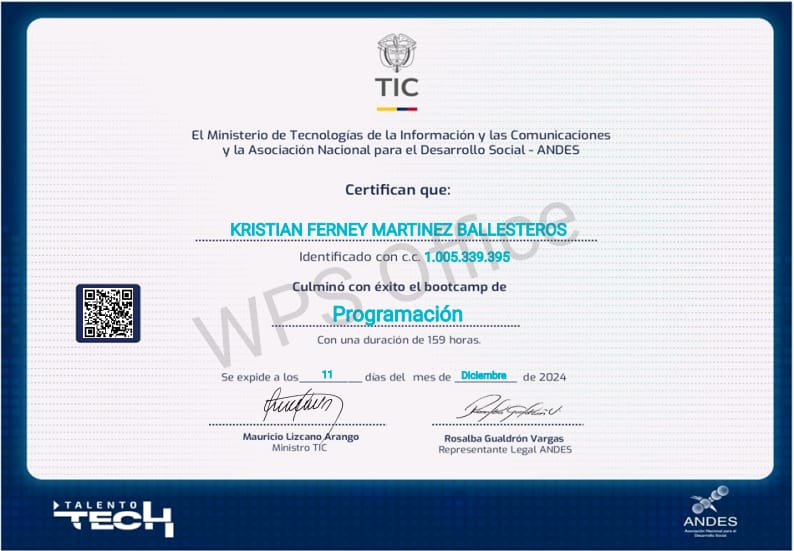 TIC
El Ministerio de Tecnologías de la Información y las Comunicaciones
y la Asociación Nacional para el Desarrollo Social - ANDES
Certifican que:
KRISTIAN FERNEY MARTINEZ BALLESTEROS
Identificado con c.c. 1.005.339.395
Culminó con éxito el bootcamp de
Programación
Con una duración de 159 horas.
Se expide a los 11 días del mes de Diciembre de 2024
Mauricio Lizcano Arango
Ministro TIC
Rosalba Gualdrón Vargas
Representante Legal ANDES
WPS Office
TALENTO
TECH
ANDES
Asociación Nacional para el
Desarrollo Social